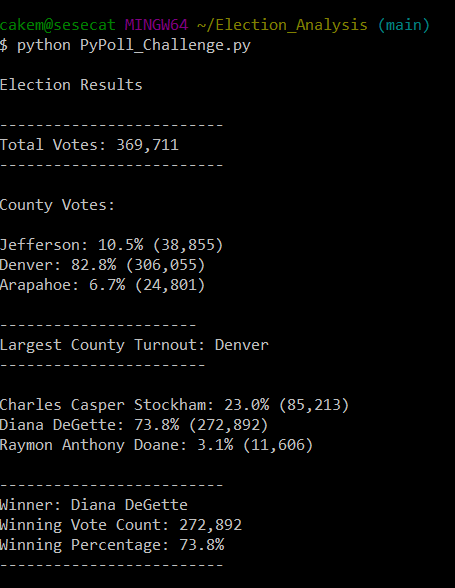 cakem@sesecat MINGW64 ~/Election_Analysis (main)
$ python PyPoll_Challenge.py
Election Results
-------------------------
Total Votes: 369,711
-------------------------
County Votes:
Jefferson: 10.5% (38,855)
Denver: 82.8% (306,055)
Arapahoe: 6.7% (24,801)
----------------------
Largest County Turnout: Denver
-----------------------
Charles Casper Stockham: 23.0% (85,213)
Diana DeGette: 73.8% (272,892)
Raymon Anthony Doane: 3.1% (11,606)
-------------------------
Winner: Diana DeGette
Winning Vote Count: 272,892
Winning Percentage: 73.8%
-------------------------